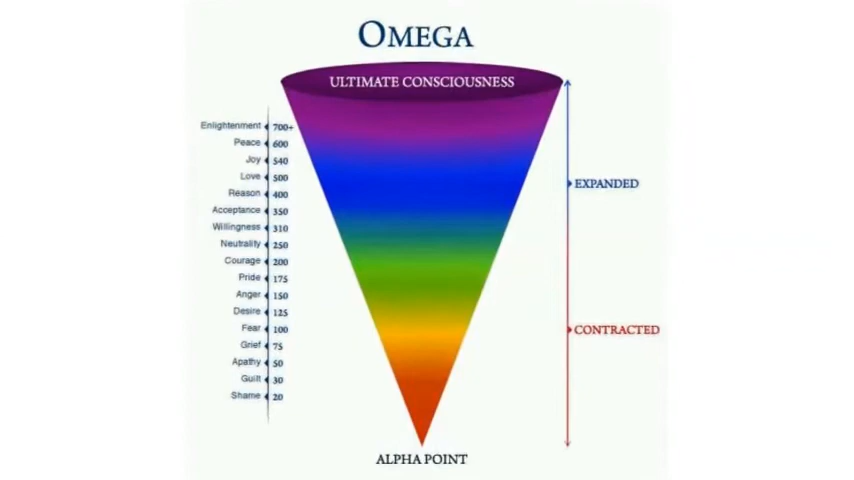 OMEGA
ULTIMATE CONSCIOUSNESS
Enlightenment 700+
Peace 600
Joy 540
Love 500
Reason 400
Acceptance 350
Willingness 310
Neutrality 250
Courage 200
Pride 175
Anger 150
Desire 125
Fear 100
Grief 75
Apathy 50
Guilt 30
Shame 20
EXPANDED
CONTRACTED
ALPHA POINT